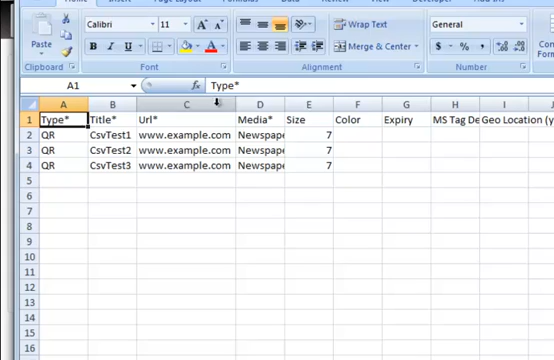 Calibri 11 A A General
Paste Wrap Text
B I U A Merge & Center $ % ,
Clipboard Font Alignment Number
A1 fx Type*
A B C D E F G H I
1 Type* Title* Url* Media* Size Color Expiry MS Tag De Geo Location (y
2 QR CsvTest1 www.example.com Newspape 7
3 QR CsvTest2 www.example.com Newspape 7
4 QR CsvTest3 www.example.com Newspape 7
5
6
7
8
9
10
11
12
13
14
15
16